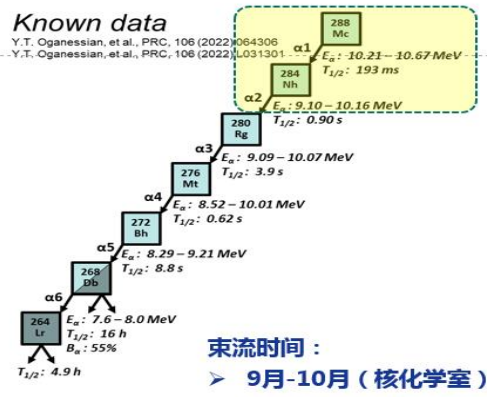 Known data
Y.T. Oganessian, et al., PRC, 106 (2022) 064306
Y.T. Oganessian, et al., PRC, 106 (2022) L031301
288
Mc
α1
Eα: 10.21 – 10.67 MeV
T1/2: 193 ms
284
Nh
α2
Eα: 9.10 – 10.16 MeV
T1/2: 0.90 s
280
Rg
α3
Eα: 9.09 – 10.07 MeV
T1/2: 3.9 s
276
Mt
α4
Eα: 8.52 – 10.01 MeV
T1/2: 0.62 s
272
Bh
α5
Eα: 8.29 – 9.21 MeV
T1/2: 8.8 s
268
Db
α6
Eα: 7.6 – 8.0 MeV
T1/2: 16 h
Bα: 55%
264
Lr
T1/2: 4.9 h
束流时间：
➢ 9月-10月（核化学室）